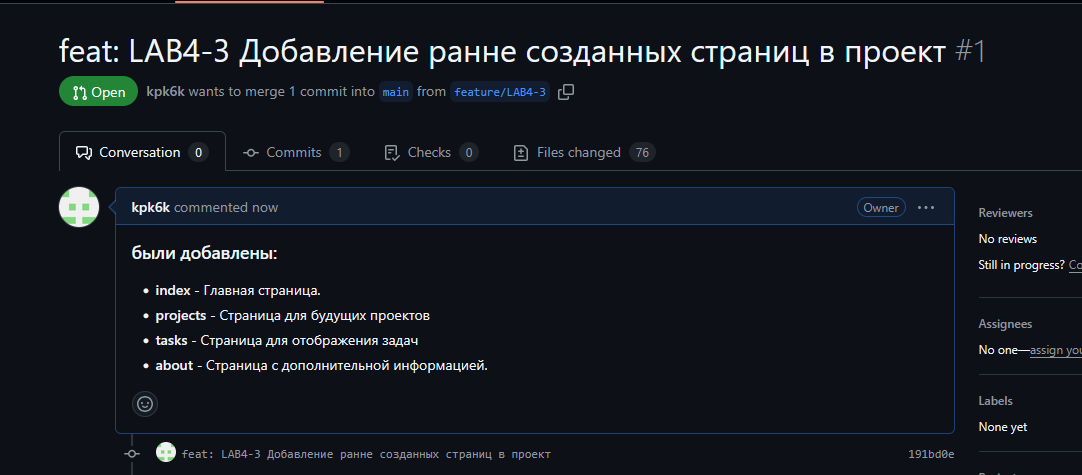 feat: LAB4-3 Добавление ранне созданных страниц в проект #1
Open kpk6k wants to merge 1 commit into main from feature/LAB4-3
Conversation 0 Commits 1 Checks 0 Files changed 76
kpk6k commented now Owner
были добавлены:
index - Главная страница.
projects - Страница для будущих проектов
tasks - Страница для отображения задач
about - Страница с дополнительной информацией.
feat: LAB4-3 Добавление ранне созданных страниц в проект 191bd0e
Reviewers
No reviews
Still in progress? Co
Assignees
No one—assign you
Labels
None yet